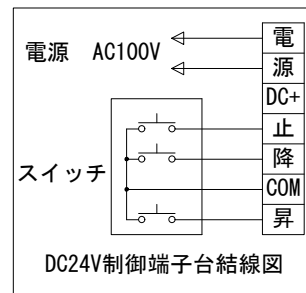 電源 AC100V
電
源
DC+
止
降
COM
昇
スイッチ
DC24V制御端子台結線図